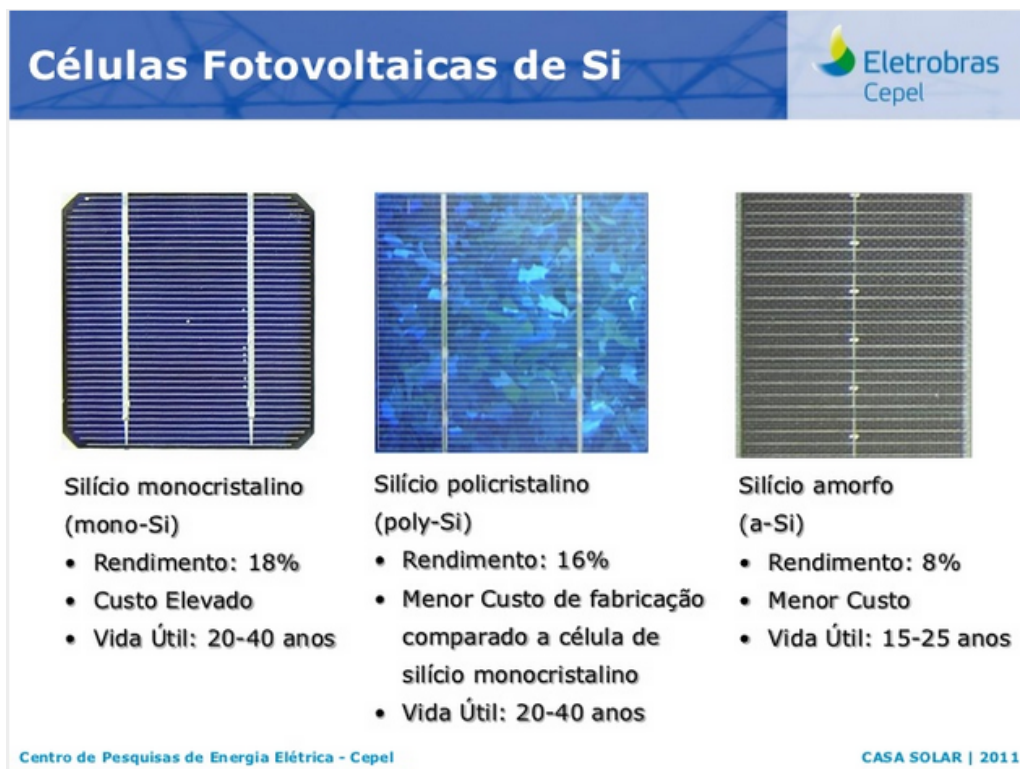 Células Fotovoltaicas de Si
Eletrobras
Cepel
Silício monocristalino
(mono-Si)
• Rendimento: 18%
• Custo Elevado
• Vida Útil: 20-40 anos
Silício policristalino
(poly-Si)
• Rendimento: 16%
• Menor Custo de fabricação
comparado a célula de
silício monocristalino
• Vida Útil: 20-40 anos
Silício amorfo
(a-Si)
• Rendimento: 8%
• Menor Custo
• Vida Útil: 15-25 anos
Centro de Pesquisas de Energia Elétrica - Cepel
CASA SOLAR | 2011